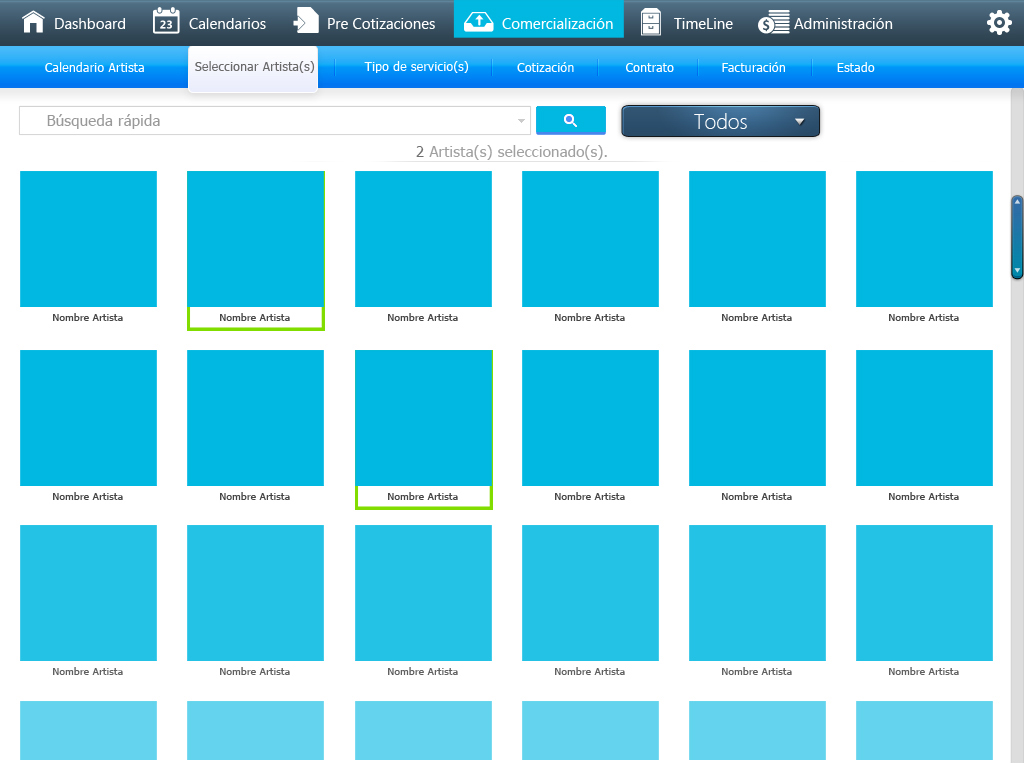 Dashboard 23 Calendarios Pre Cotizaciones Comercialización TimeLine $ Administración
Calendario Artista Seleccionar Artista(s) Tipo de servicio(s) Cotización Contrato Facturación Estado
Búsqueda rápida Todos
2 Artista(s) seleccionado(s).
Nombre Artista Nombre Artista Nombre Artista Nombre Artista Nombre Artista Nombre Artista
Nombre Artista Nombre Artista Nombre Artista Nombre Artista Nombre Artista Nombre Artista
Nombre Artista Nombre Artista Nombre Artista Nombre Artista Nombre Artista Nombre Artista